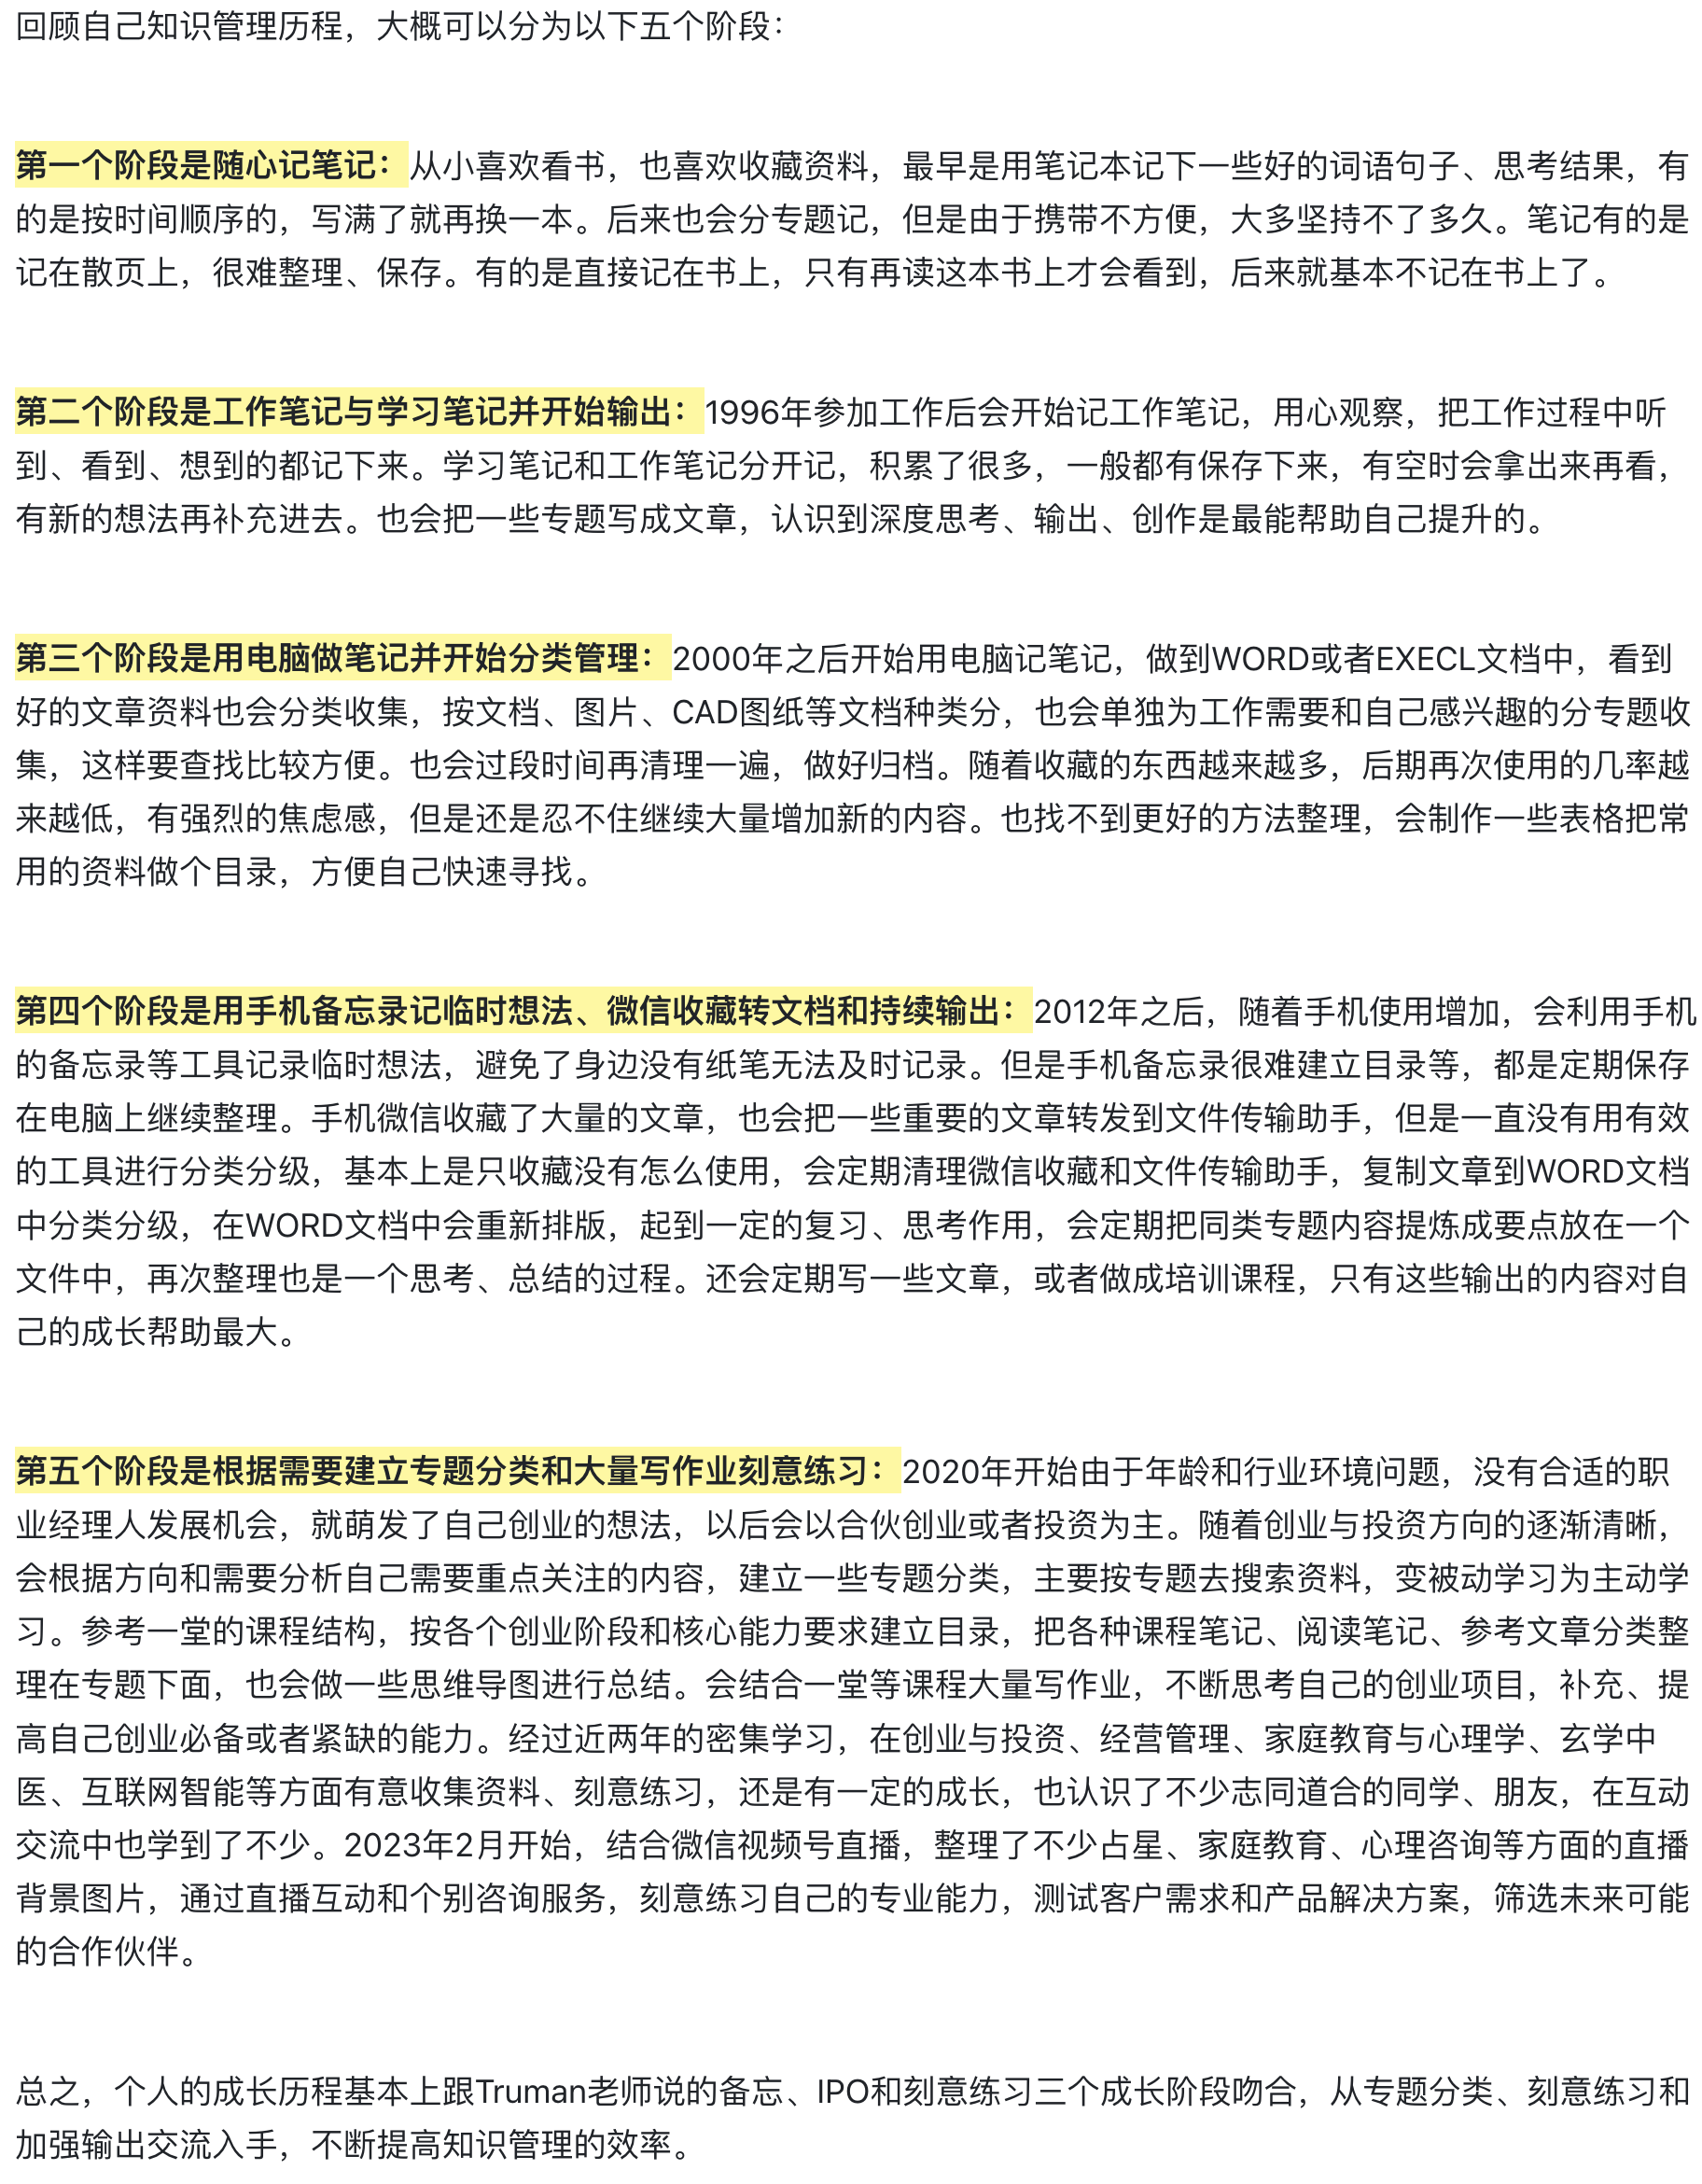 回顾自己知识管理历程，大概可以分为以下五个阶段：
第一个阶段是随心记笔记：从小喜欢看书，也喜欢收藏资料，最早是用笔记本记下一些好的词语句子、思考结果，有
的是按时间顺序的，写满了就再换一本。后来也会分专题记，但是由于携带不方便，大多坚持不了多久。笔记有的是
记在散页上，很难整理、保存。有的是直接记在书上，只有再读这本书上才会看到，后来就基本不记在书上了。
第二个阶段是工作笔记与学习笔记并开始输出：1996年参加工作后会开始记工作笔记，用心观察，把工作过程中听
到、看到、想到的都记下来。学习笔记和工作笔记分开记，积累了很多，一般都有保存下来，有空时会拿出来再看，
有新的想法再补充进去。也会把一些专题写成文章，认识到深度思考、输出、创作是最能帮助自己提升的。
第三个阶段是用电脑做笔记并开始分类管理：2000年之后开始用电脑记笔记，做到WORD或者EXECL文档中，看到
好的文章资料也会分类收集，按文档、图片、CAD图纸等文档种类分，也会单独为工作需要和自己感兴趣的分专题收
集，这样要查找比较方便。也会过段时间再清理一遍，做好归档。随着收藏的东西越来越多，后期再次使用的几率越
来越低，有强烈的焦虑感，但是还是忍不住继续大量增加新的内容。也找不到更好的方法整理，会制作一些表格把常
用的资料做个目录，方便自己快速寻找。
第四个阶段是用手机备忘录记临时想法、微信收藏转文档和持续输出：2012年之后，随着手机使用增加，会利用手机
的备忘录等工具记录临时想法，避免了身边没有纸笔无法及时记录。但是手机备忘录很难建立目录等，都是定期保存
在电脑上继续整理。手机微信收藏了大量的文章，也会把一些重要的文章转发到文件传输助手，但是一直没有用有效
的工具进行分类分级，基本上是只收藏没有怎么使用，会定期清理微信收藏和文件传输助手，复制文章到WORD文档
中分类分级，在WORD文档中会重新排版，起到一定的复习、思考作用，会定期把同类专题内容提炼成要点放在一个
文件中，再次整理也是一个思考、总结的过程。还会定期写一些文章，或者做成培训课程，只有这些输出的内容对自
己的成长帮助最大。
第五个阶段是根据需要建立专题分类和大量写作业刻意练习：2020年开始由于年龄和行业环境问题，没有合适的职
业经理人发展机会，就萌发了自己创业的想法，以后会以合伙创业或者投资为主。随着创业与投资方向的逐渐清晰，
会根据方向和需要分析自己需要重点关注的内容，建立一些专题分类，主要按专题去搜索资料，变被动学习为主动学
习。参考一堂的课程结构，按各个创业阶段和核心能力要求建立目录，把各种课程笔记、阅读笔记、参考文章分类整
理在专题下面，也会做一些思维导图进行总结。会结合一堂等课程大量写作业，不断思考自己的创业项目，补充、提
高自己创业必备或者紧缺的能力。经过近两年的密集学习，在创业与投资、经营管理、家庭教育与心理学、玄学中
医、互联网智能等方面有意收集资料、刻意练习，还是有一定的成长，也认识了不少志同道合的同学、朋友，在互动
交流中也学到了不少。2023年2月开始，结合微信视频号直播，整理了不少占星、家庭教育、心理咨询等方面的直播
背景图片，通过直播互动和个别咨询服务，刻意练习自己的专业能力，测试客户需求和产品解决方案，筛选未来可能
的合作伙伴。
总之，个人的成长历程基本上跟Truman老师说的备忘、IPO和刻意练习三个成长阶段吻合，从专题分类、刻意练习和
加强输出交流入手，不断提高知识管理的效率。